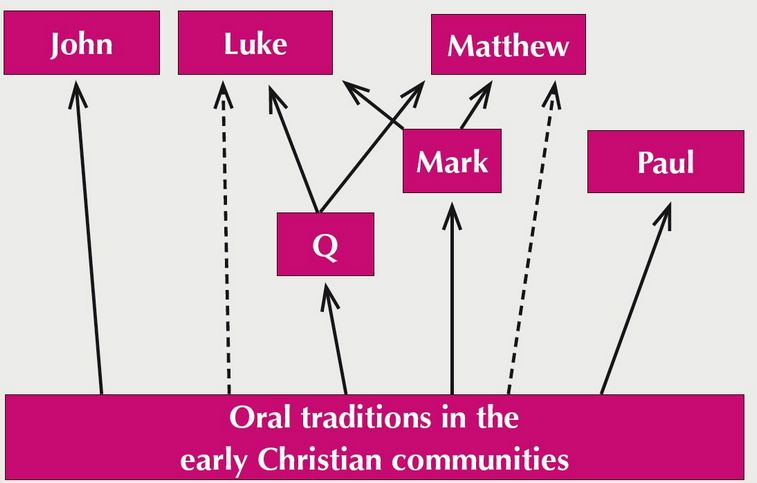 John
Luke
Matthew
Mark
Paul
Q
Oral traditions in the
early Christian communities